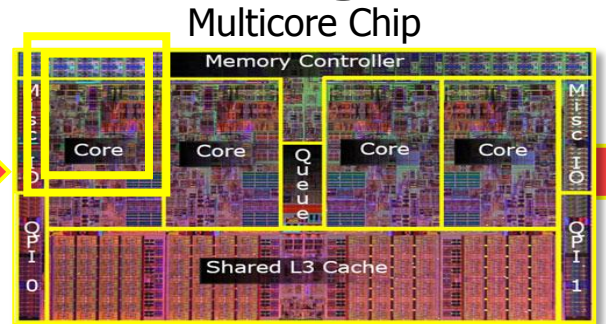 Multicore Chip
Memory Controller
Misc IO
Core
Core
Queue
Core
Core
Misc IO
QPI 0
Shared L3 Cache
QPI 1